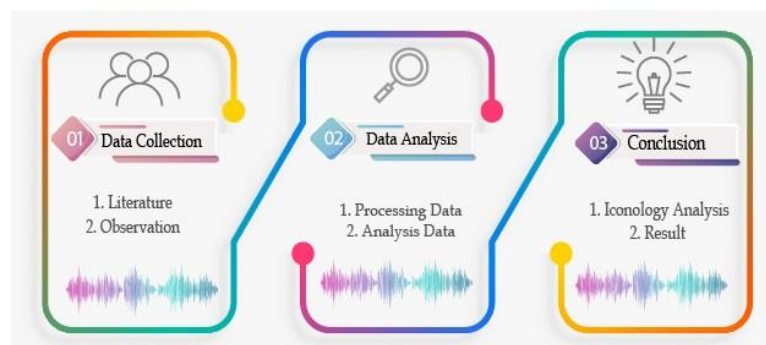 01 Data Collection
1. Literature
2. Observation
02 Data Analysis
1. Processing Data
2. Analysis Data
03 Conclusion
1. Iconology Analysis
2. Result